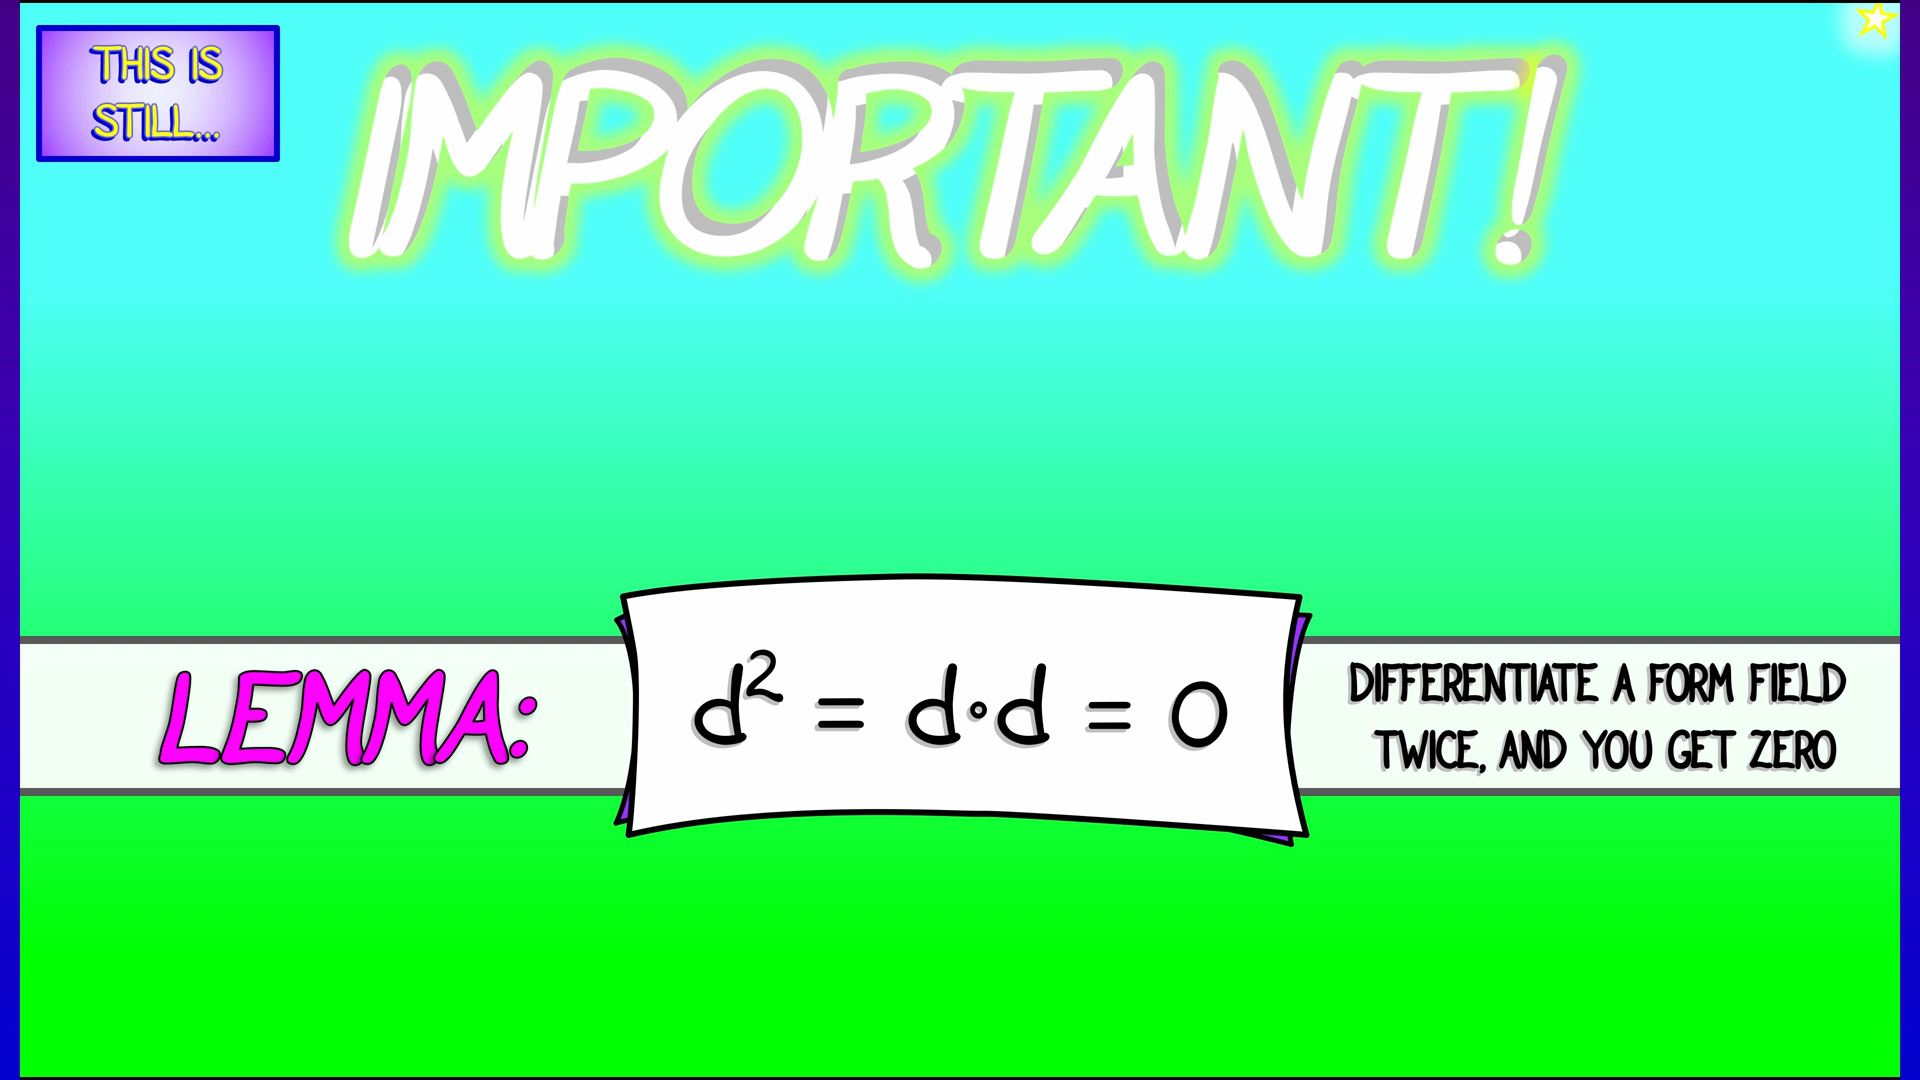 THIS IS
STILL...
IMPORTANT!
LEMMA:
d² = d∘d = 0
DIFFERENTIATE A FORM FIELD
TWICE, AND YOU GET ZERO